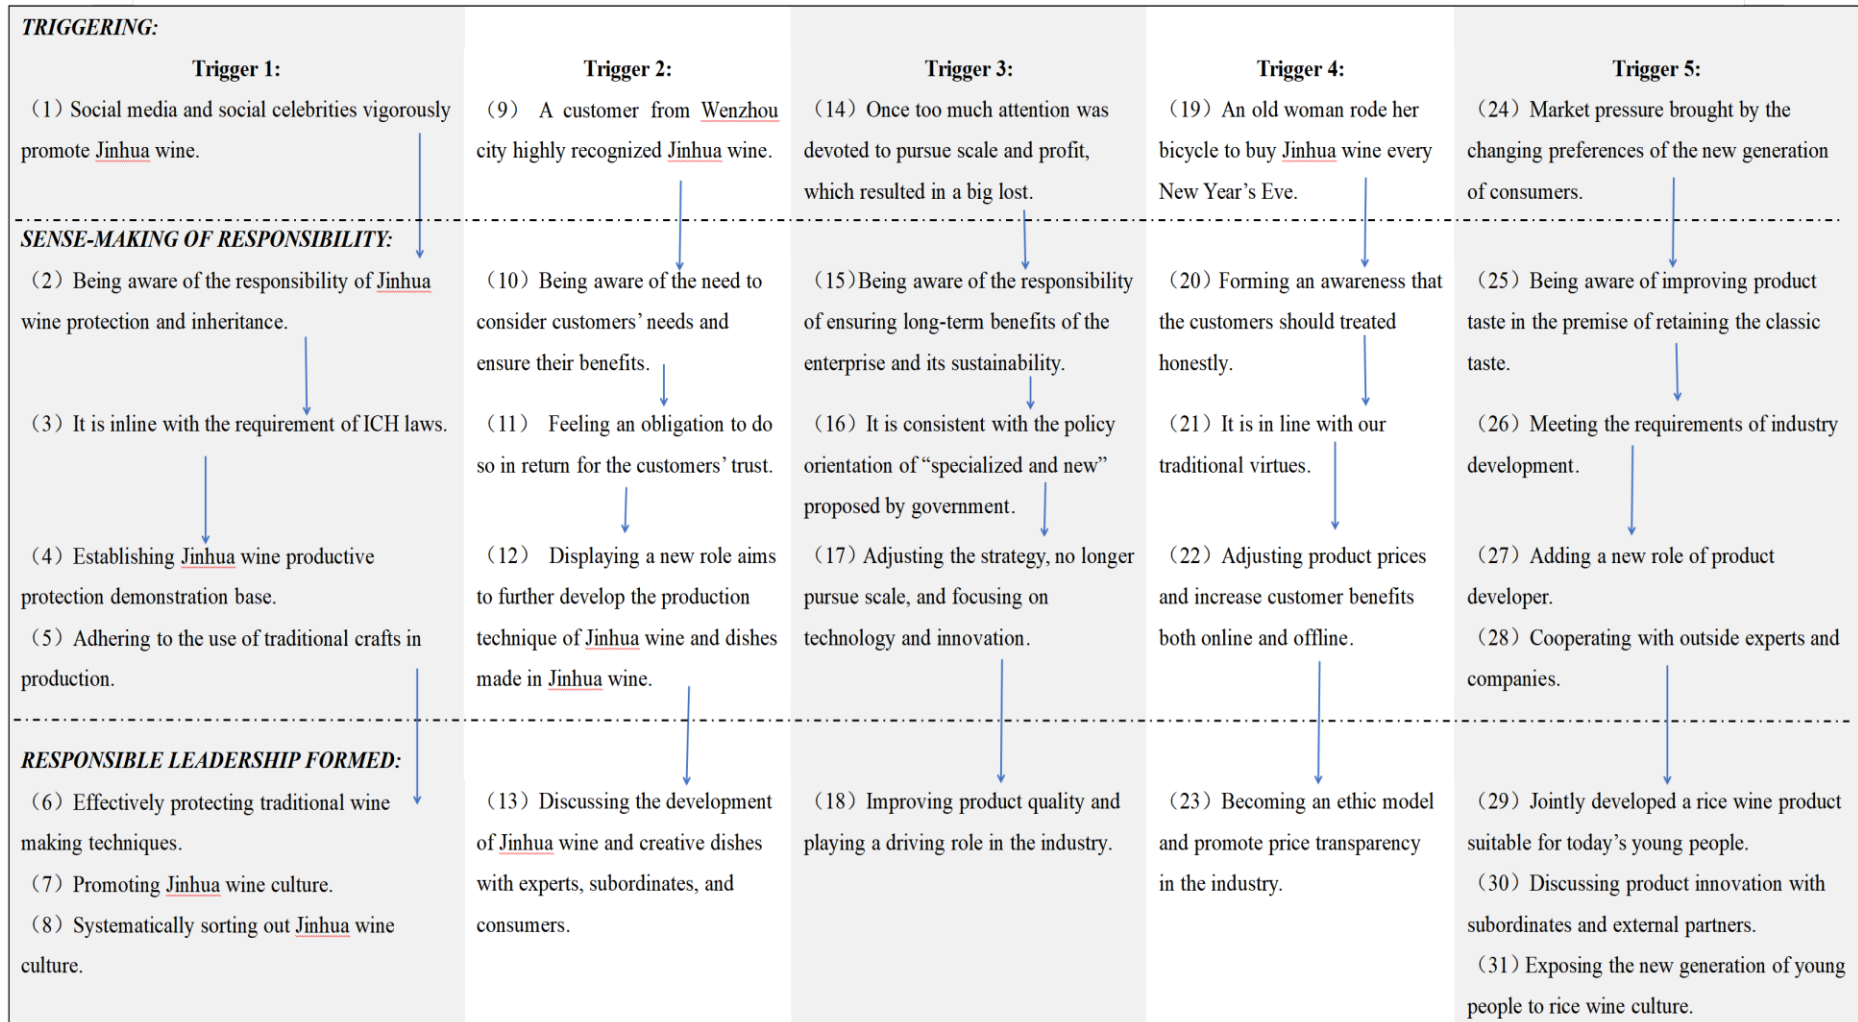 TRIGGERING:
Trigger 1:
（1）Social media and social celebrities vigorously
promote Jinhua wine.
Trigger 2:
（9） A customer from Wenzhou
city highly recognized Jinhua wine.
Trigger 3:
（14）Once too much attention was
devoted to pursue scale and profit,
which resulted in a big lost.
Trigger 4:
（19）An old woman rode her
bicycle to buy Jinhua wine every
New Year’s Eve.
Trigger 5:
（24）Market pressure brought by the
changing preferences of the new generation
of consumers.
SENSE-MAKING OF RESPONSIBILITY:
（2）Being aware of the responsibility of Jinhua
wine protection and inheritance.
（3）It is inline with the requirement of ICH laws.
（4）Establishing Jinhua wine productive
protection demonstration base.
（5）Adhering to the use of traditional crafts in
production.
（10）Being aware of the need to
consider customers’ needs and
ensure their benefits.
（11） Feeling an obligation to do
so in return for the customers’ trust.
（12） Displaying a new role aims
to further develop the production
technique of Jinhua wine and dishes
made in Jinhua wine.
（15）Being aware of the responsibility
of ensuring long-term benefits of the
enterprise and its sustainability.
（16）It is consistent with the policy
orientation of “specialized and new”
proposed by government.
（17）Adjusting the strategy, no longer
pursue scale, and focusing on
technology and innovation.
（20）Forming an awareness that
the customers should treated
honestly.
（21）It is in line with our
traditional virtues.
（22）Adjusting product prices
and increase customer benefits
both online and offline.
（25）Being aware of improving product
taste in the premise of retaining the classic
taste.
（26）Meeting the requirements of industry
development.
（27）Adding a new role of product
developer.
（28）Cooperating with outside experts and
companies.
RESPONSIBLE LEADERSHIP FORMED:
（6）Effectively protecting traditional wine
making techniques.
（7）Promoting Jinhua wine culture.
（8）Systematically sorting out Jinhua wine
culture.
（13）Discussing the development
of Jinhua wine and creative dishes
with experts, subordinates, and
consumers.
（18）Improving product quality and
playing a driving role in the industry.
（23）Becoming an ethic model
and promote price transparency
in the industry.
（29）Jointly developed a rice wine product
suitable for today’s young people.
（30）Discussing product innovation with
subordinates and external partners.
（31）Exposing the new generation of young
people to rice wine culture.